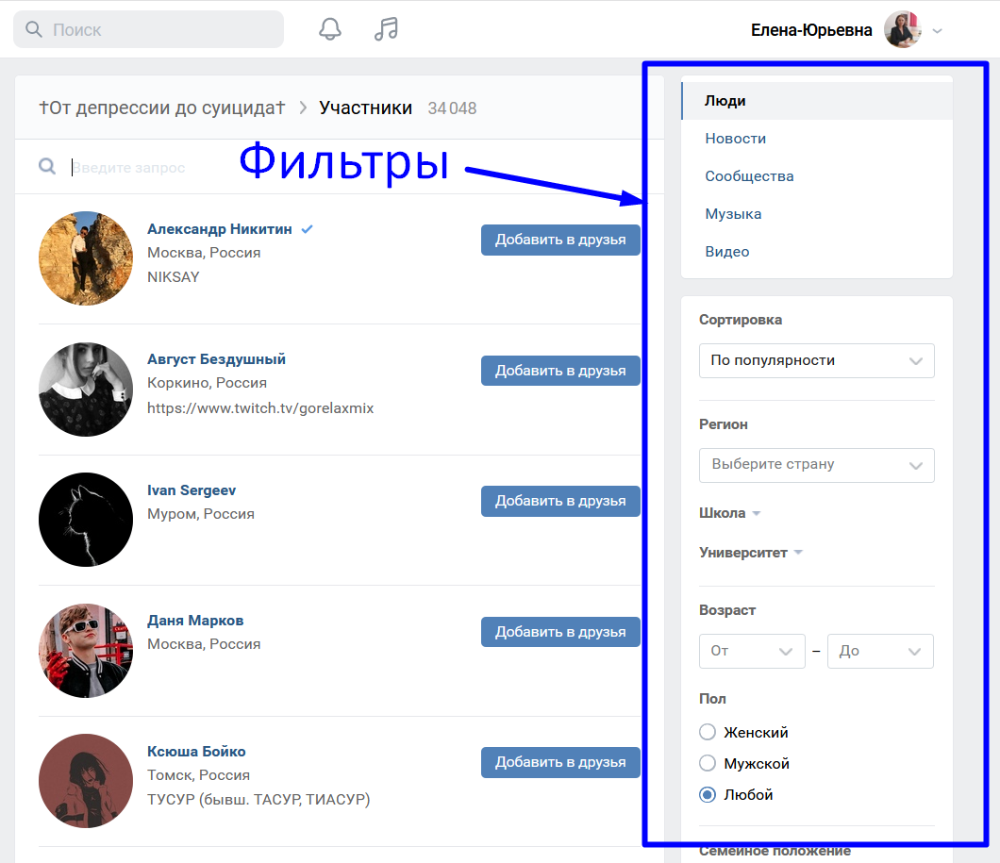 Поиск
Елена-Юрьевна
†От депрессии до суицида† > Участники 34 048
Введите запрос
Фильтры
Александр Никитин
Москва, Россия
NIKSAY
Добавить в друзья
Август Бездушный
Коркино, Россия
https://www.twitch.tv/gorelaxmix
Добавить в друзья
Ivan Sergeev
Муром, Россия
Добавить в друзья
Даня Марков
Москва, Россия
Добавить в друзья
Ксюша Бойко
Томск, Россия
ТУСУР (бывш. ТАСУР, ТИАСУР)
Добавить в друзья
Люди
Новости
Сообщества
Музыка
Видео
Сортировка
По популярности
Регион
Выберите страну
Школа
Университет
Возраст
От – До
Пол
Женский
Мужской
Любой
Семейное положение